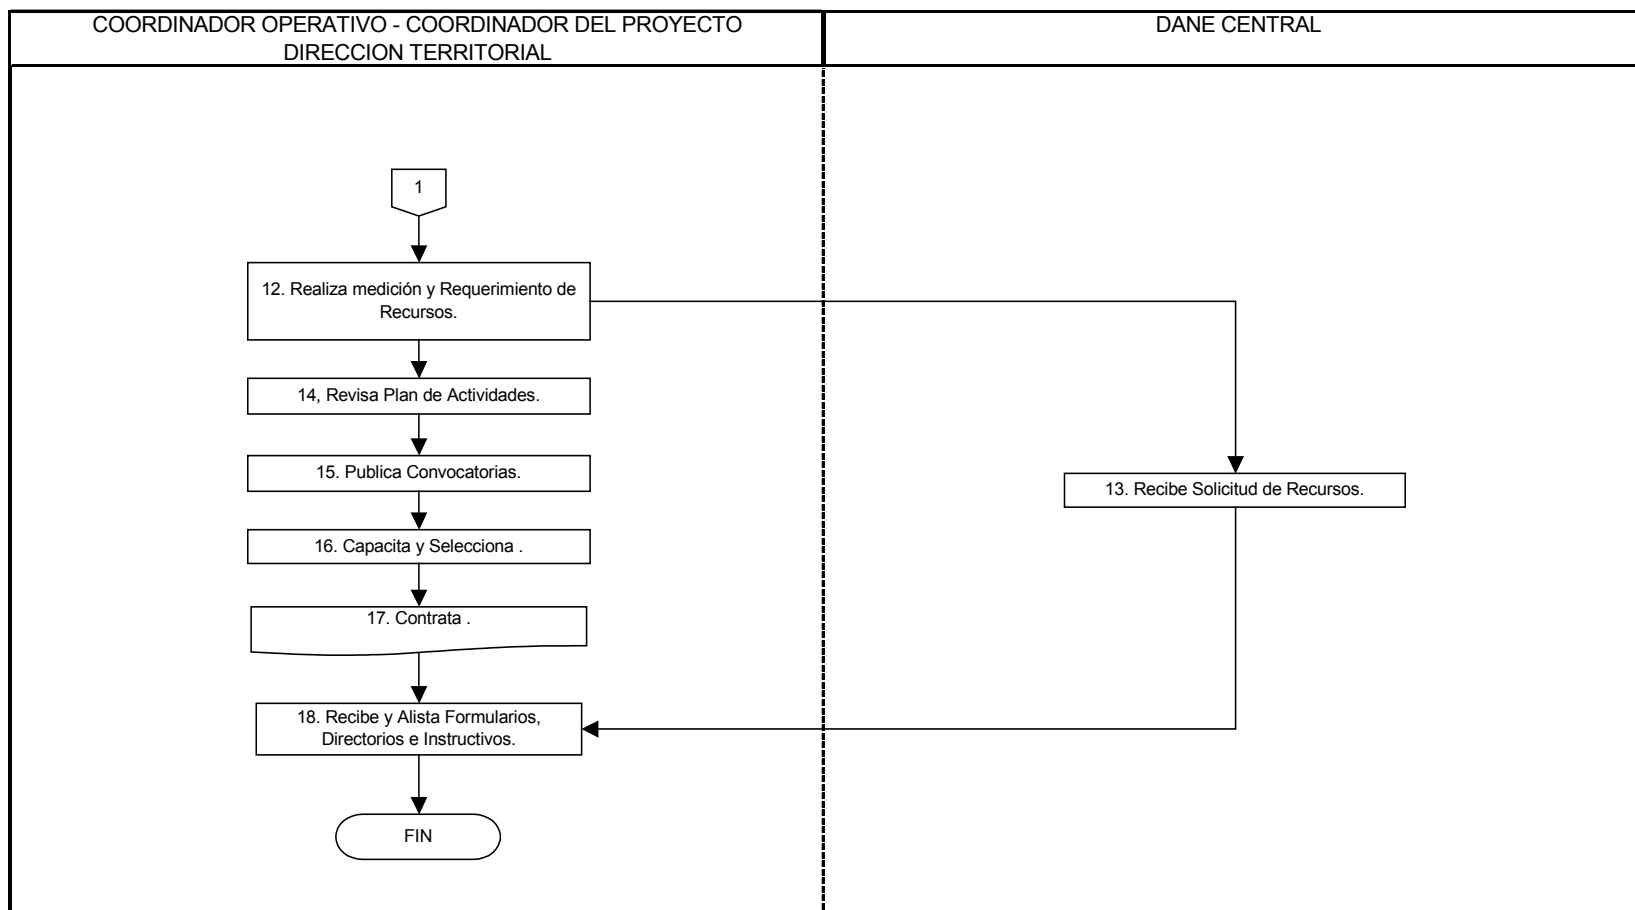 COORDINADOR OPERATIVO - COORDINADOR DEL PROYECTO
DIRECCION TERRITORIAL
DANE CENTRAL
1
12. Realiza medición y Requerimiento de
Recursos.
14, Revisa Plan de Actividades.
15. Publica Convocatorias.
13. Recibe Solicitud de Recursos.
16. Capacita y Selecciona .
17. Contrata .
18. Recibe y Alista Formularios,
Directorios e Instructivos.
FIN